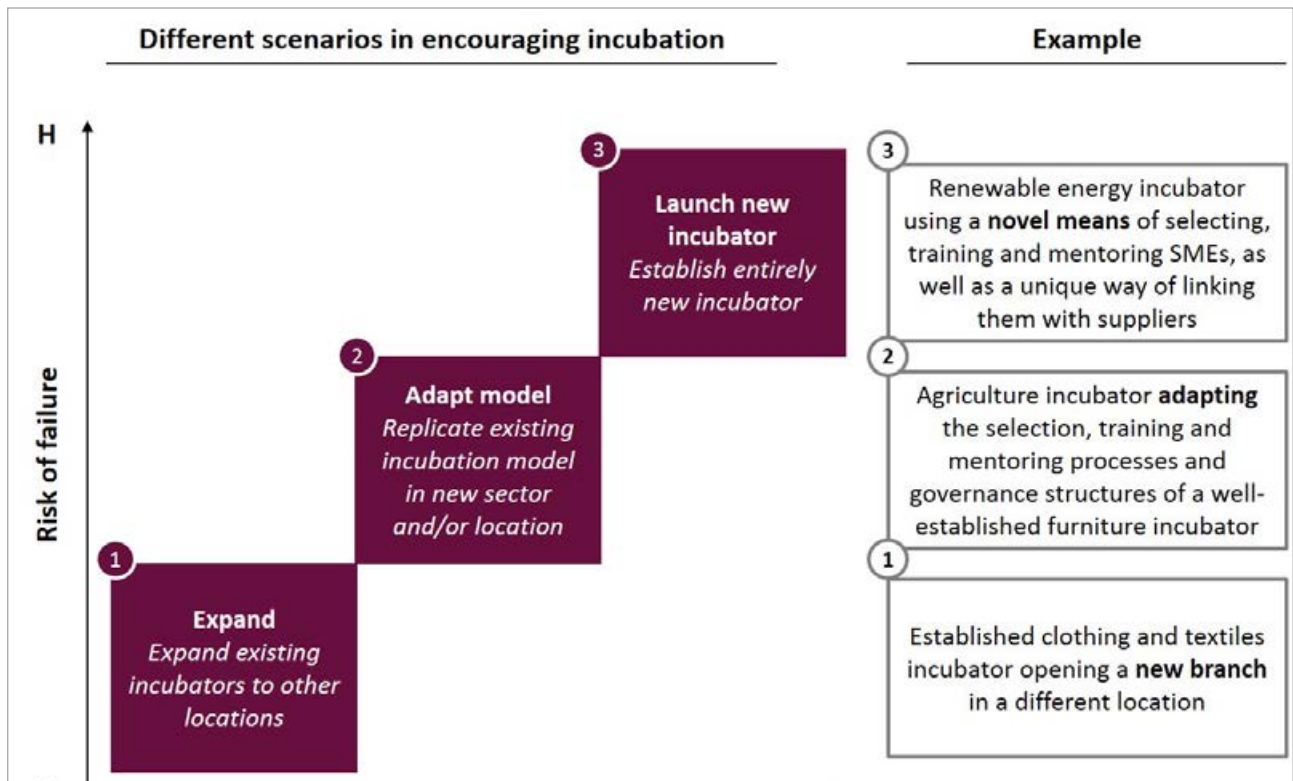 Different scenarios in encouraging incubation
Example
H
Risk of failure
3
Launch new
incubator
Establish entirely
new incubator
2
Adapt model
Replicate existing
incubation model
in new sector
and/or location
1
Expand
Expand existing
incubators to other
locations
3
Renewable energy incubator
using a novel means of selecting,
training and mentoring SMEs, as
well as a unique way of linking
them with suppliers
2
Agriculture incubator adapting
the selection, training and
mentoring processes and
governance structures of a well-
established furniture incubator
1
Established clothing and textiles
incubator opening a new branch
in a different location